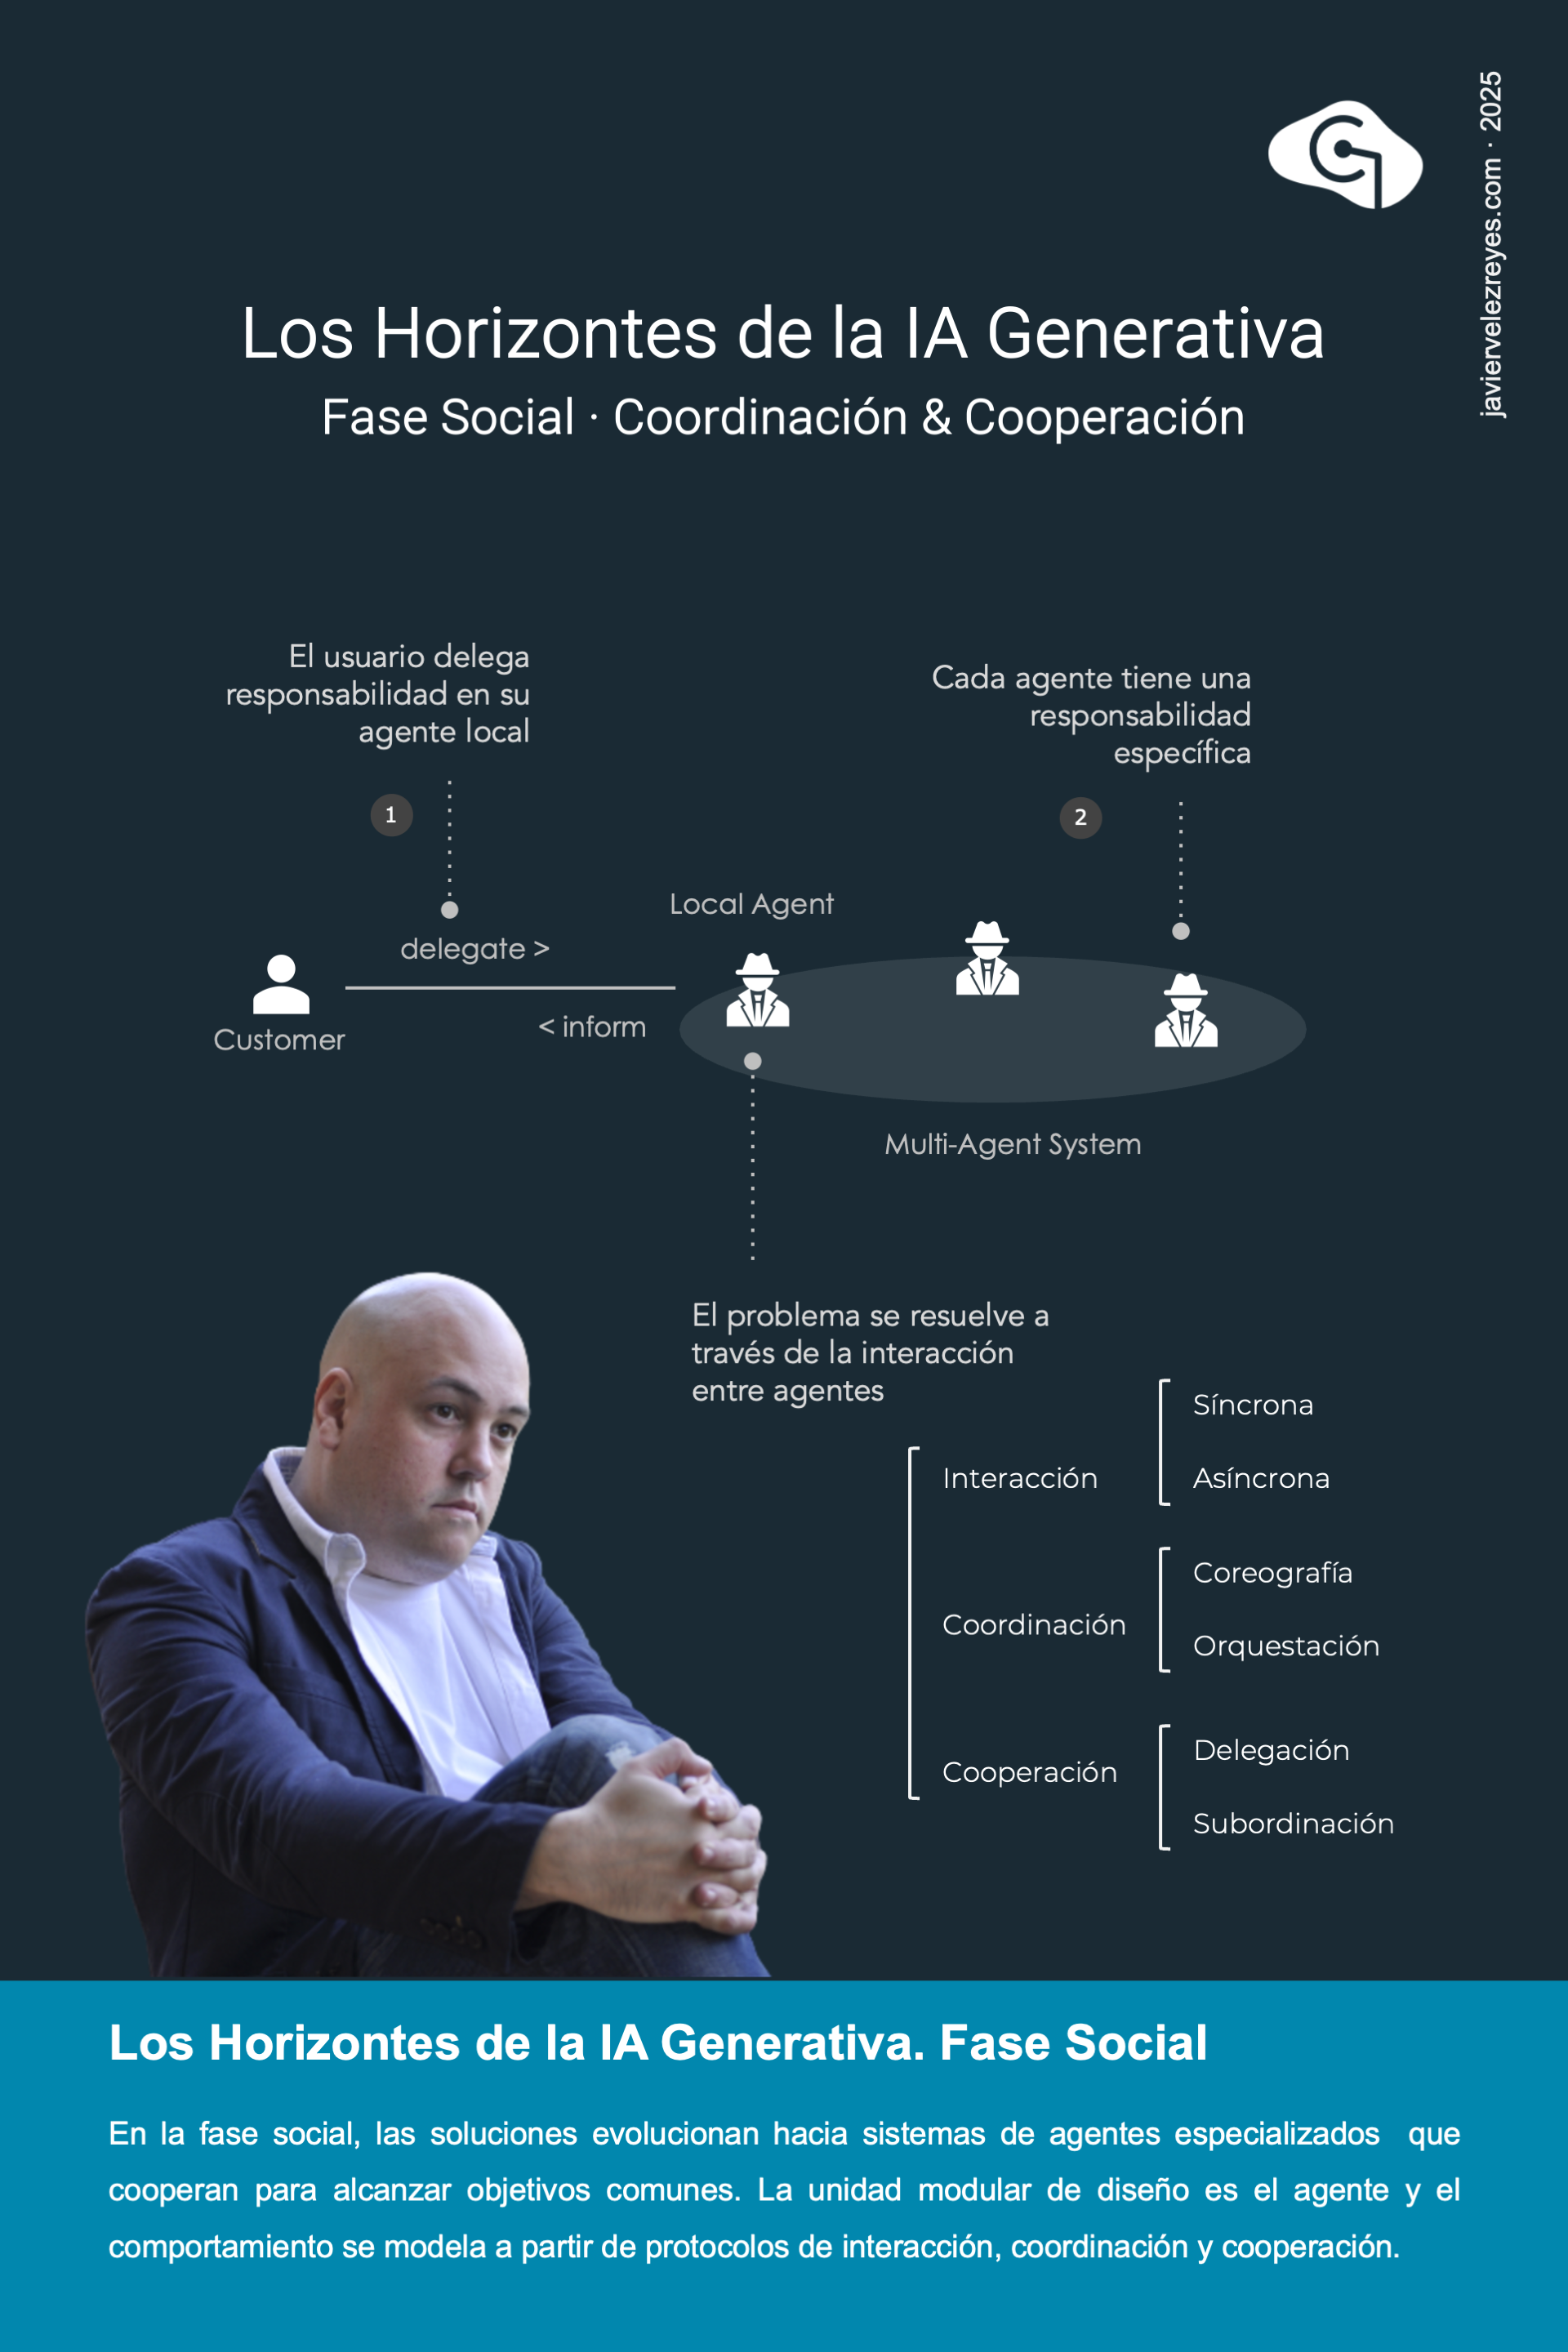 javiervelezreyes.com · 2025
Los Horizontes de la IA Generativa
Fase Social · Coordinación & Cooperación
El usuario delega
responsabilidad en su
agente local
Cada agente tiene una
responsabilidad
específica
1
2
Local Agent
delegate >
< inform
Customer
Multi-Agent System
El problema se resuelve a
través de la interacción
entre agentes
Interacción
Síncrona
Asíncrona
Coordinación
Coreografía
Orquestación
Cooperación
Delegación
Subordinación
Los Horizontes de la IA Generativa. Fase Social
En la fase social, las soluciones evolucionan hacia sistemas de agentes especializados que
cooperan para alcanzar objetivos comunes. La unidad modular de diseño es el agente y el
comportamiento se modela a partir de protocolos de interacción, coordinación y cooperación.